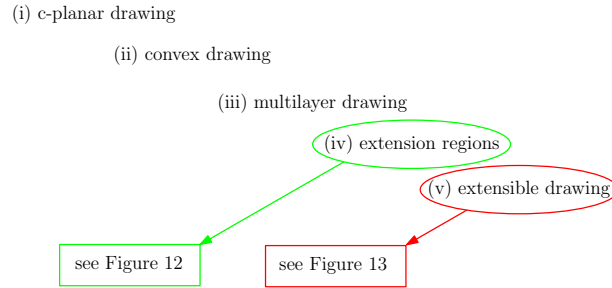 (i) c-planar drawing
(ii) convex drawing
(iii) multilayer drawing
(iv) extension regions
(v) extensible drawing
see Figure 12
see Figure 13